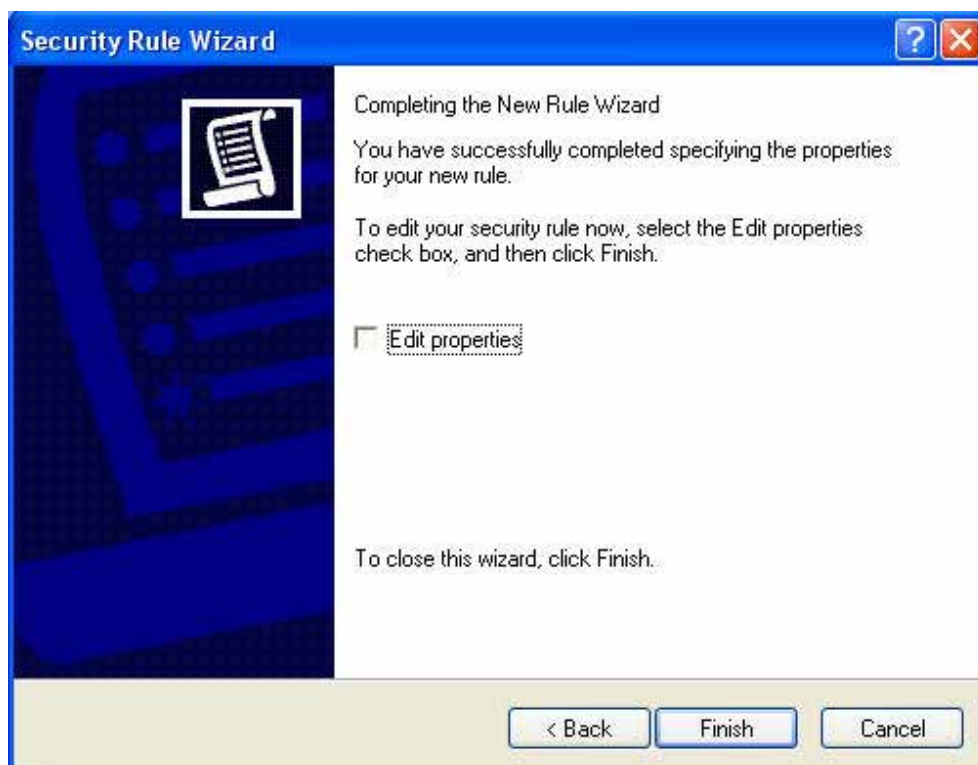 Security Rule Wizard
Completing the New Rule Wizard
You have successfully completed specifying the properties
for your new rule.
To edit your security rule now, select the Edit properties
check box, and then click Finish.
Edit properties
To close this wizard, click Finish.
< Back Finish Cancel